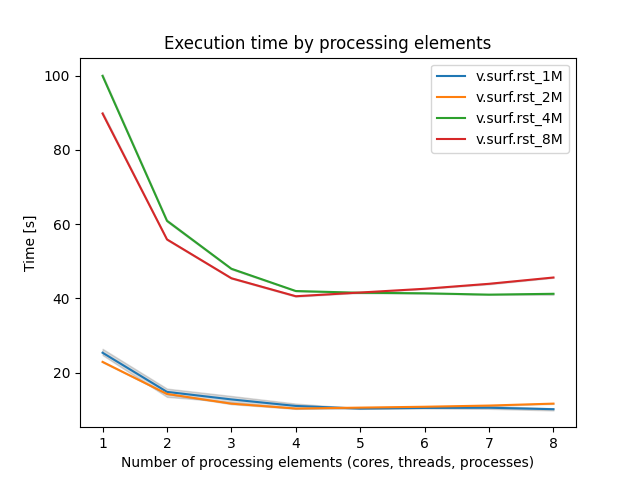 Execution time by processing elements
v.surf.rst_1M
v.surf.rst_2M
v.surf.rst_4M
v.surf.rst_8M
Time [s]
100
80
60
40
20
1 2 3 4 5 6 7 8
Number of processing elements (cores, threads, processes)